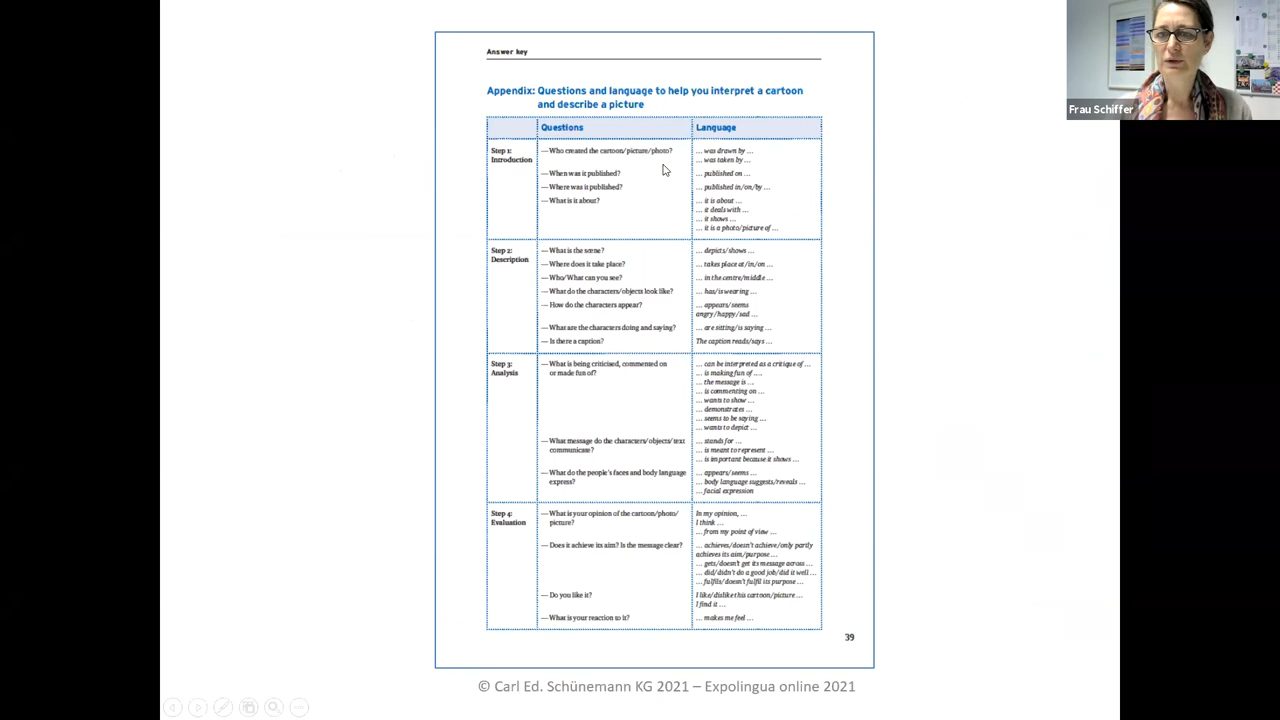 Frau Schiffer
Answer key
Appendix: Questions and language to help you interpret a cartoon
and describe a picture
Questions
Language
Step 1:
Introduction
— Who created the cartoon/picture/photo?
... was drawn by ...
... was taken by ...
— When was it published?
... published on ...
— Where was it published?
... published in/on/by ...
— What is it about?
... it is about ...
... it deals with ...
... it shows ...
... it is a photo/picture of ...
Step 2:
Description
— What is the scene?
... depicts/shows ...
— Where does it take place?
... takes place at/in/on ...
— Who/What can you see?
... in the centre/middle ...
— What do the characters/objects look like?
... has/is wearing ...
— How do the characters appear?
... appears/seems
angry/happy/sad ...
— What are the characters doing and saying?
... are sitting/is saying ...
— Is there a caption?
The caption reads/says ...
Step 3:
Analysis
— What is being criticised, commented on
or made fun of?
... can be interpreted as a critique of ...
... is making fun of ....
... the message is ...
... is commenting on ...
... wants to show ...
... demonstrates ...
... seems to be saying ...
... wants to depict ...
— What message do the characters/objects/text
communicate?
... stands for ...
... is meant to represent ...
... is important because it shows ...
— What do the people's faces and body language
express?
... appears/seems ...
... body language suggests/reveals ...
... facial expression
Step 4:
Evaluation
— What is your opinion of the cartoon/photo/
picture?
In my opinion, ...
I think ...
... from my point of view ...
— Does it achieve its aim? Is the message clear?
... achieves/doesn't achieve/only partly
achieves its aim/purpose ...
... gets/doesn't get its message across ...
... did/didn't do a good job/did it well ...
... fulfils/doesn't fulfil its purpose ...
— Do you like it?
I like/dislike this cartoon/picture ...
I find it ...
— What is your reaction to it?
... makes me feel ...
39
© Carl Ed. Schünemann KG 2021 – Expolingua online 2021